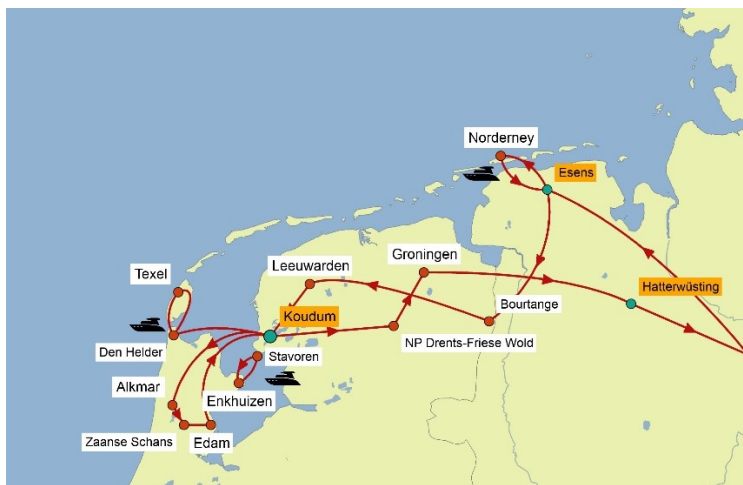 Norderney
Esens
Groningen
Leeuwarden
Texel
Hatterwüsting
Bourtange
Koudum
NP Drents-Friese Wold
Den Helder
Stavoren
Alkmar
Enkhuizen
Zaanse Schans
Edam